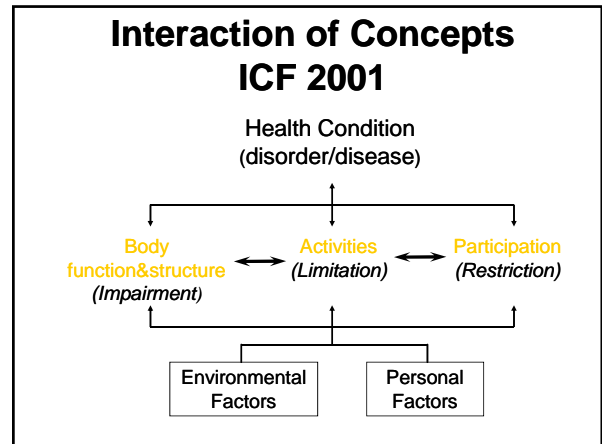 Interaction of Concepts
ICF 2001
Health Condition
(disorder/disease)
Body
function&structure
(Impairment)
Activities
(Limitation)
Participation
(Restriction)
Environmental
Factors
Personal
Factors